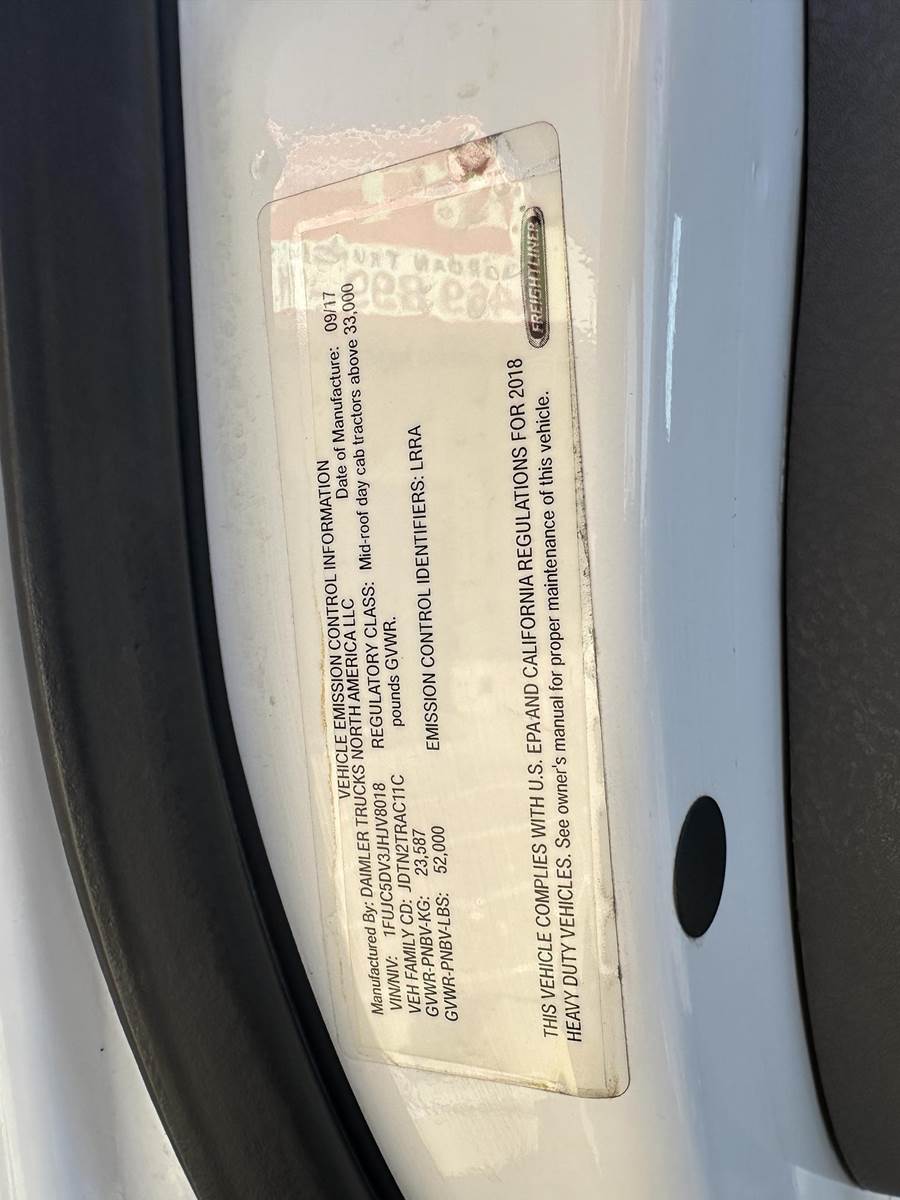 VEHICLE EMISSION CONTROL INFORMATION
Manufactured By: DAIMLER TRUCKS NORTH AMERICA LLC Date of Manufacture: 09/17
VIN/NIV: 1FUJC5DV3JHJV8018 REGULATORY CLASS: Mid-roof day cab tractors above 33,000
VEH FAMILY CD: JDTN2TRAC11C pounds GVWR.
GVWR-PNBV-KG: 23,587 EMISSION CONTROL IDENTIFIERS: LRRA
GVWR-PNBV-LBS: 52,000
THIS VEHICLE COMPLIES WITH U.S. EPA AND CALIFORNIA REGULATIONS FOR 2018
HEAVY DUTY VEHICLES. See owner's manual for proper maintenance of this vehicle.
FREIGHTLINER